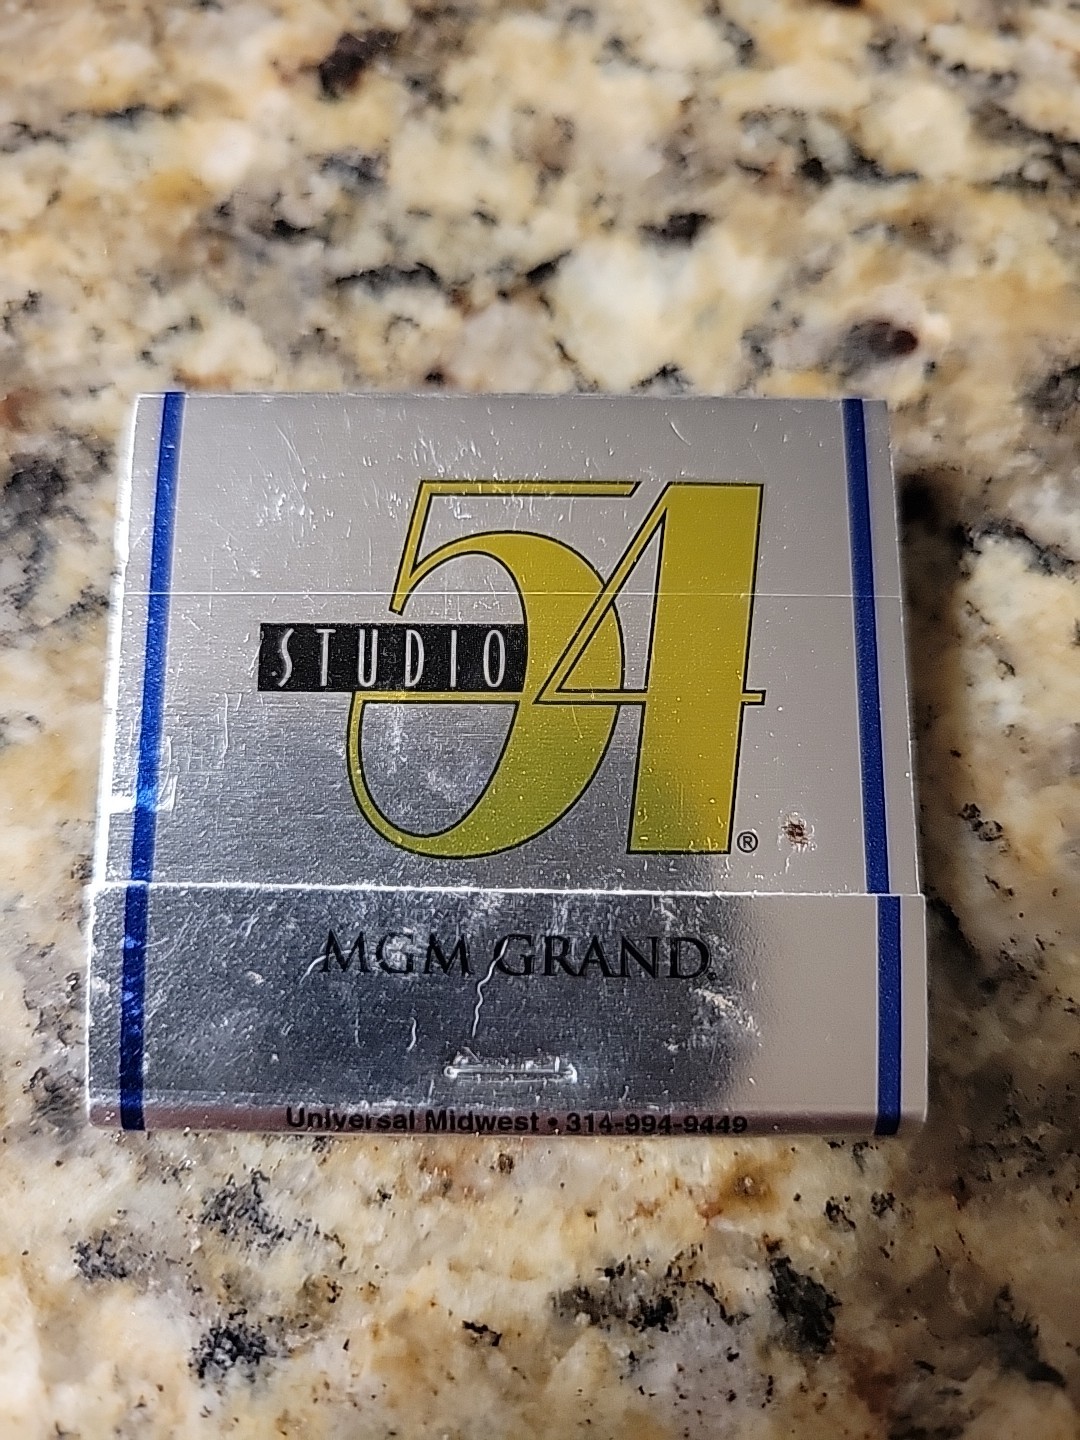 54
STUDIO
®
MGM GRAND®
Universal Midwest • 314-994-9449